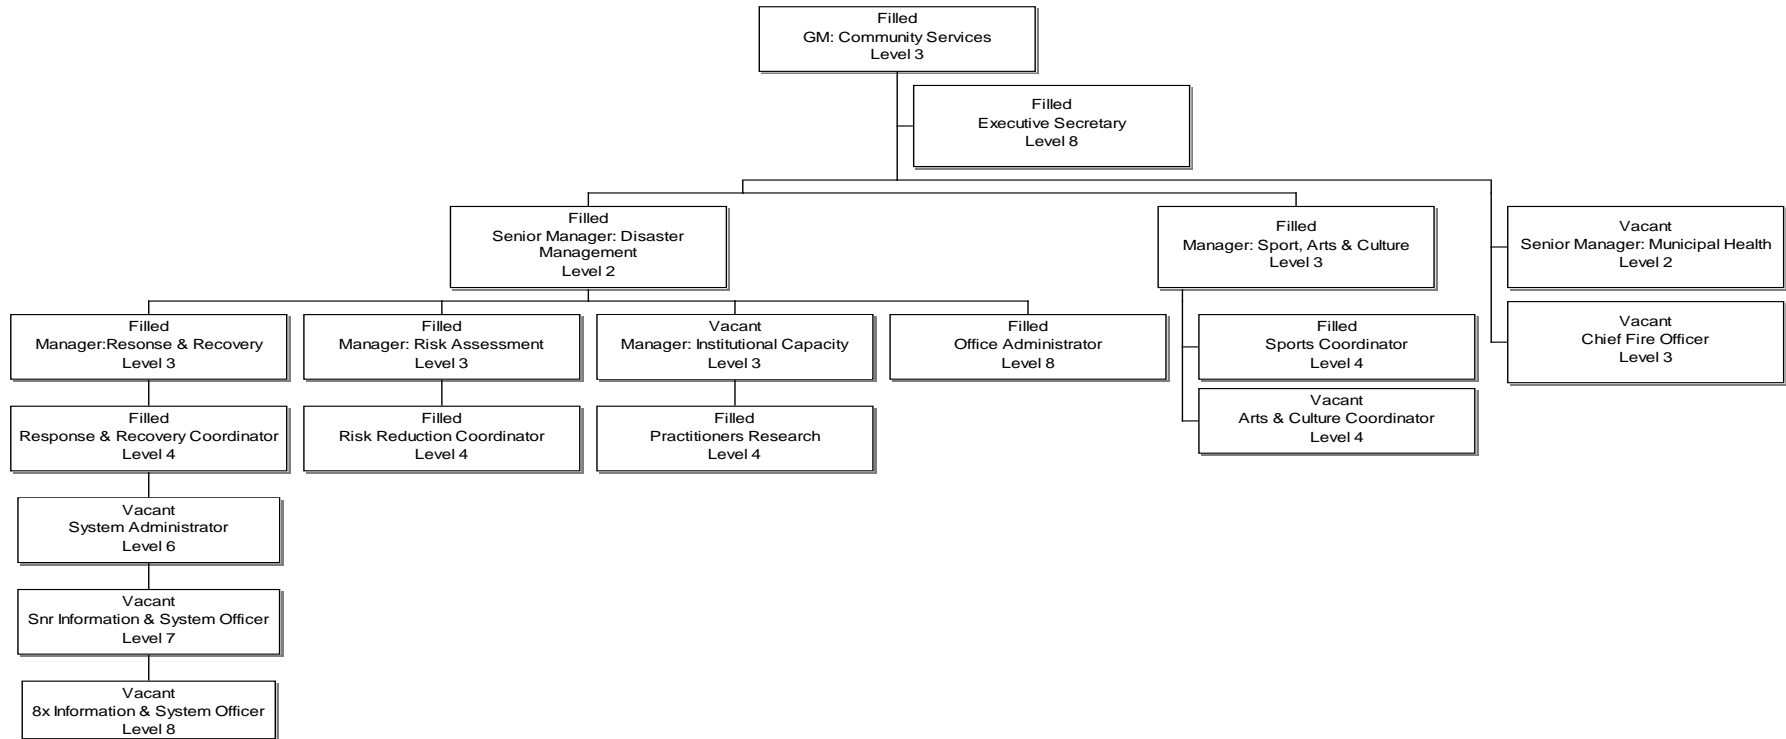 Filled
GM: Community Services
Level 3
Filled
Executive Secretary
Level 8
Filled
Senior Manager: Disaster
Management
Level 2
Filled
Manager: Sport, Arts & Culture
Level 3
Vacant
Senior Manager: Municipal Health
Level 2
Filled
Manager:Resonse & Recovery
Level 3
Filled
Manager: Risk Assessment
Level 3
Vacant
Manager: Institutional Capacity
Level 3
Filled
Office Administrator
Level 8
Filled
Sports Coordinator
Level 4
Vacant
Chief Fire Officer
Level 3
Filled
Response & Recovery Coordinator
Level 4
Filled
Risk Reduction Coordinator
Level 4
Filled
Practitioners Research
Level 4
Vacant
Arts & Culture Coordinator
Level 4
Vacant
System Administrator
Level 6
Vacant
Snr Information & System Officer
Level 7
Vacant
8x Information & System Officer
Level 8